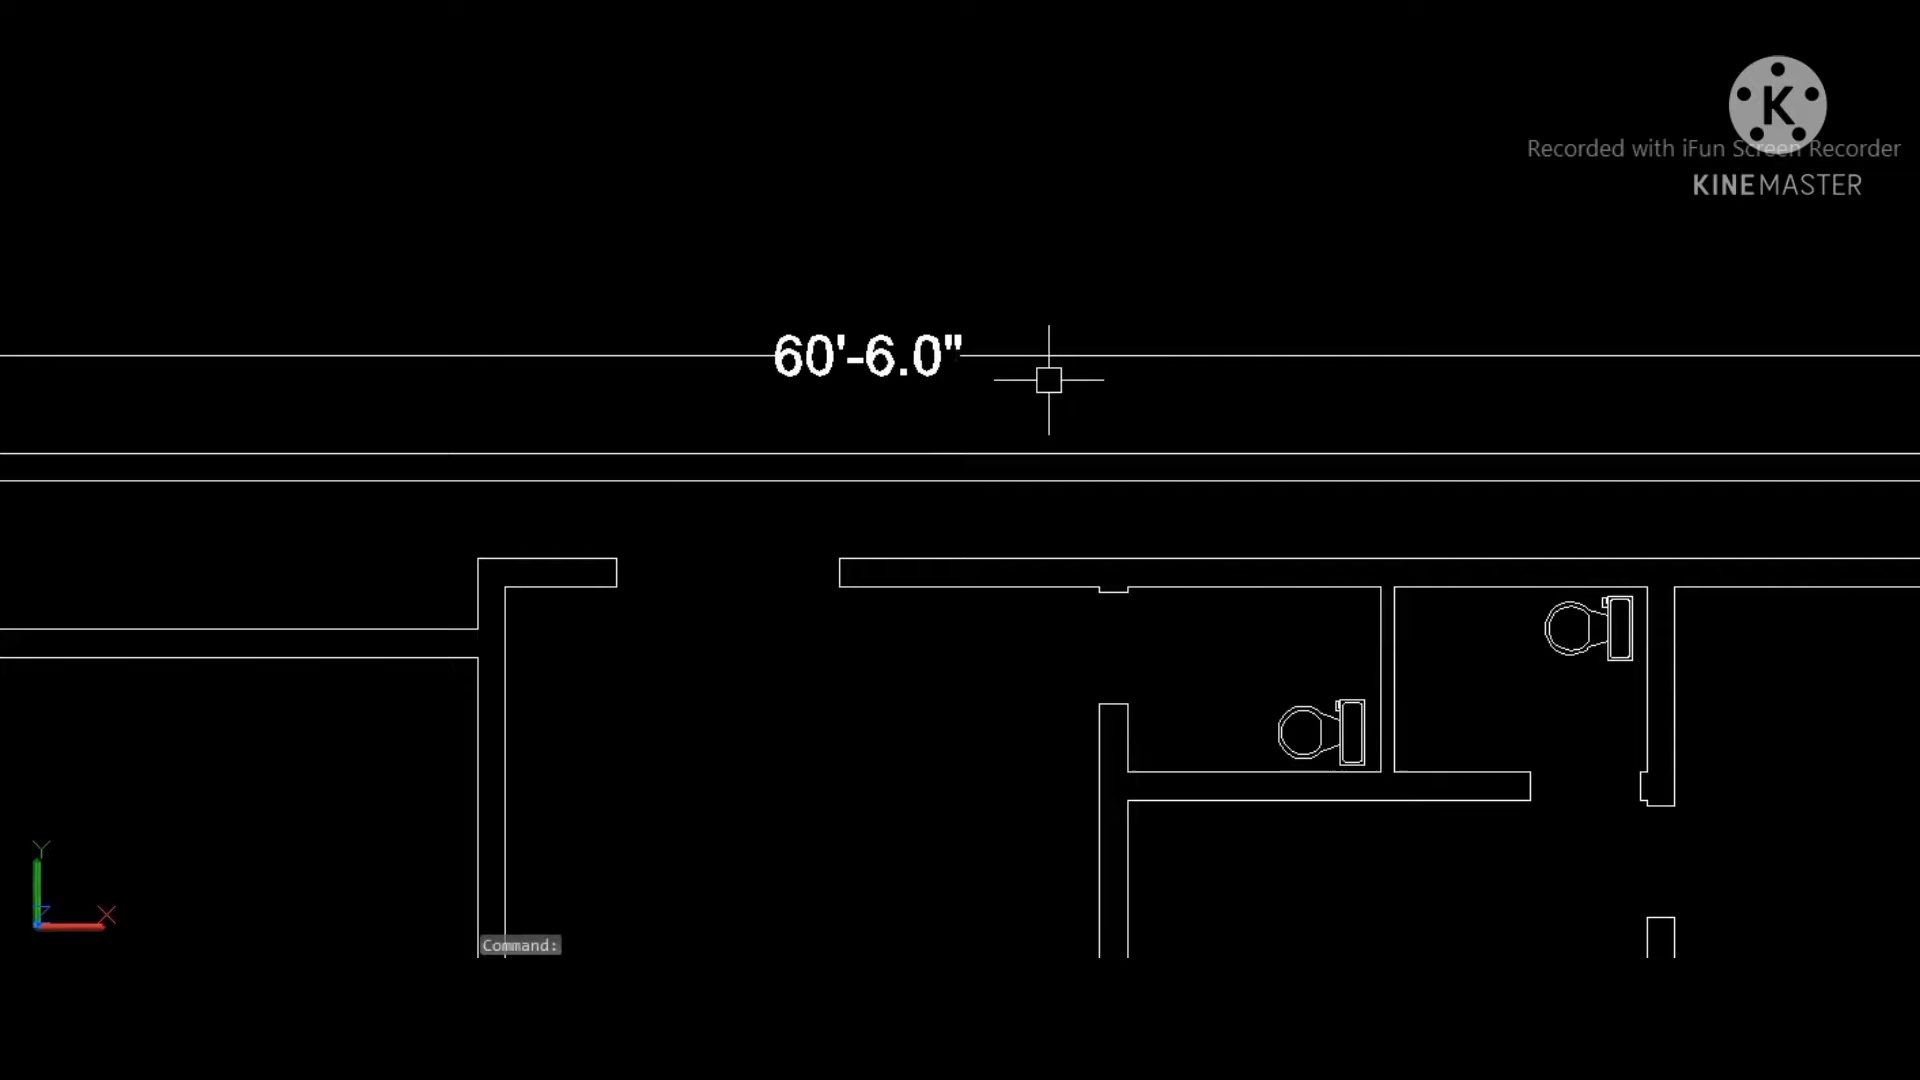 K
Recorded with iFun Screen Recorder
KINEMASTER
60'-6.0"
Y
X
Command: